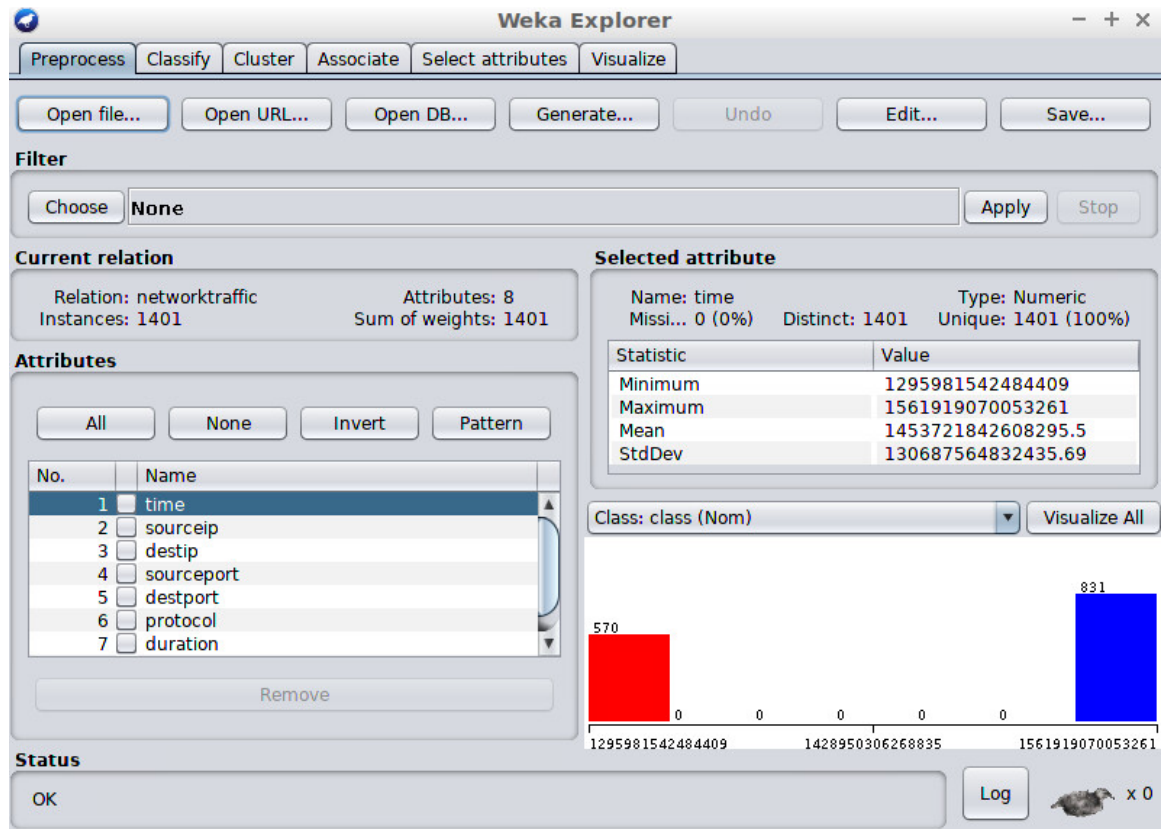 Weka Explorer
Preprocess Classify Cluster Associate Select attributes Visualize
Open file... Open URL... Open DB... Generate... Undo Edit... Save...
Filter
Choose None Apply Stop
Current relation
Relation: networktraffic Attributes: 8
Instances: 1401 Sum of weights: 1401
Attributes
All None Invert Pattern
No. Name
1 time
2 sourceip
3 destip
4 sourceport
5 destport
6 protocol
7 duration
Remove
Selected attribute
Name: time Type: Numeric
Missi... 0 (0%) Distinct: 1401 Unique: 1401 (100%)
Statistic Value
Minimum 1295981542484409
Maximum 1561919070053261
Mean 1453721842608295.5
StdDev 130687564832435.69
Class: class (Nom) Visualize All
831
570
0 0 0 0 0
1295981542484409 1428950306268835 1561919070053261
Status
OK Log x 0